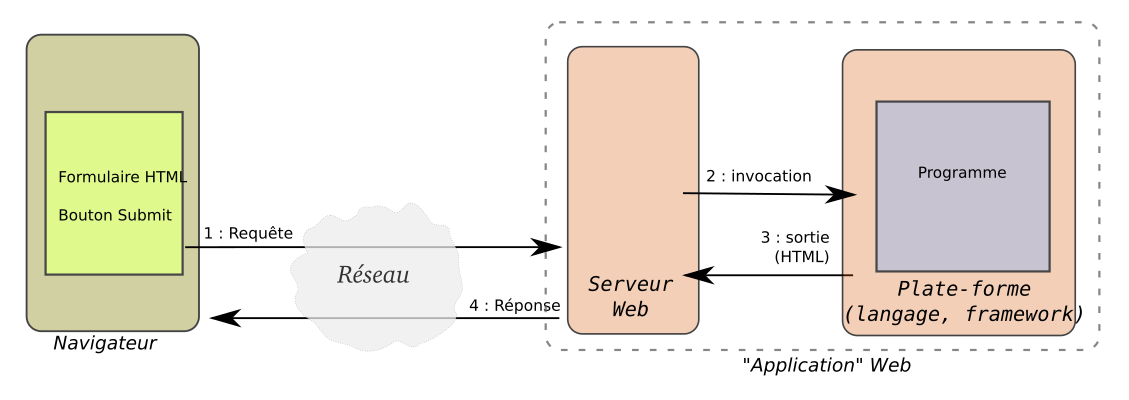 Formulaire HTML
Bouton Submit
Navigateur
1 : Requête
Réseau
4 : Réponse
Serveur
Web
2 : invocation
3 : sortie
(HTML)
Programme
Plate-forme
(langage, framework)
"Application" Web